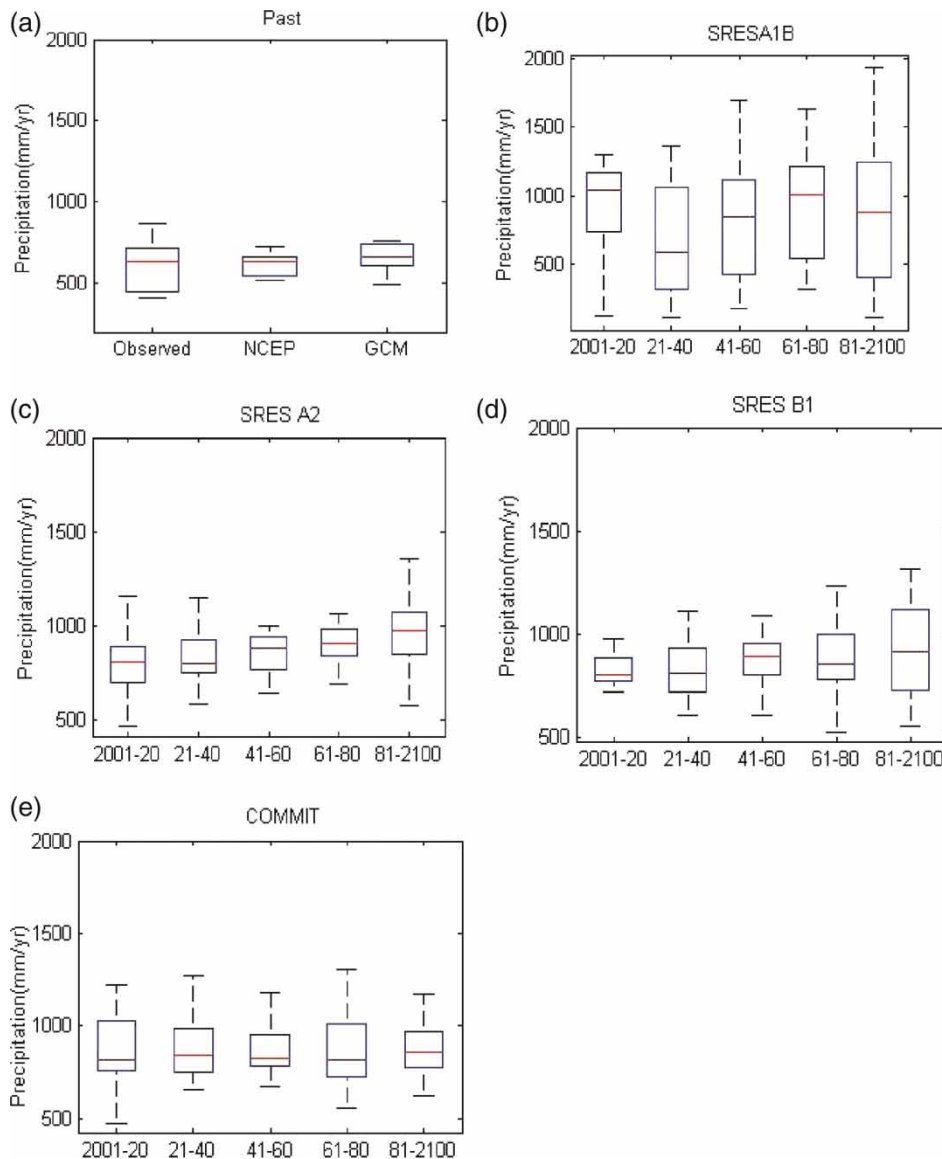 (a)
Past
2000
1500
1000
500
Precipitation(mm/yr)
Observed NCEP GCM
(b)
SRESA1B
2000
1500
1000
500
Precipitation(mm/yr)
2001-20 21-40 41-60 61-80 81-2100
(c)
SRES A2
2000
1500
1000
500
Precipitation(mm/yr)
2001-20 21-40 41-60 61-80 81-2100
(d)
SRES B1
2000
1500
1000
500
Precipitation(mm/yr)
2001-20 21-40 41-60 61-80 81-2100
(e)
COMMIT
2000
1500
1000
500
Precipitation(mm/yr)
2001-20 21-40 41-60 61-80 81-2100